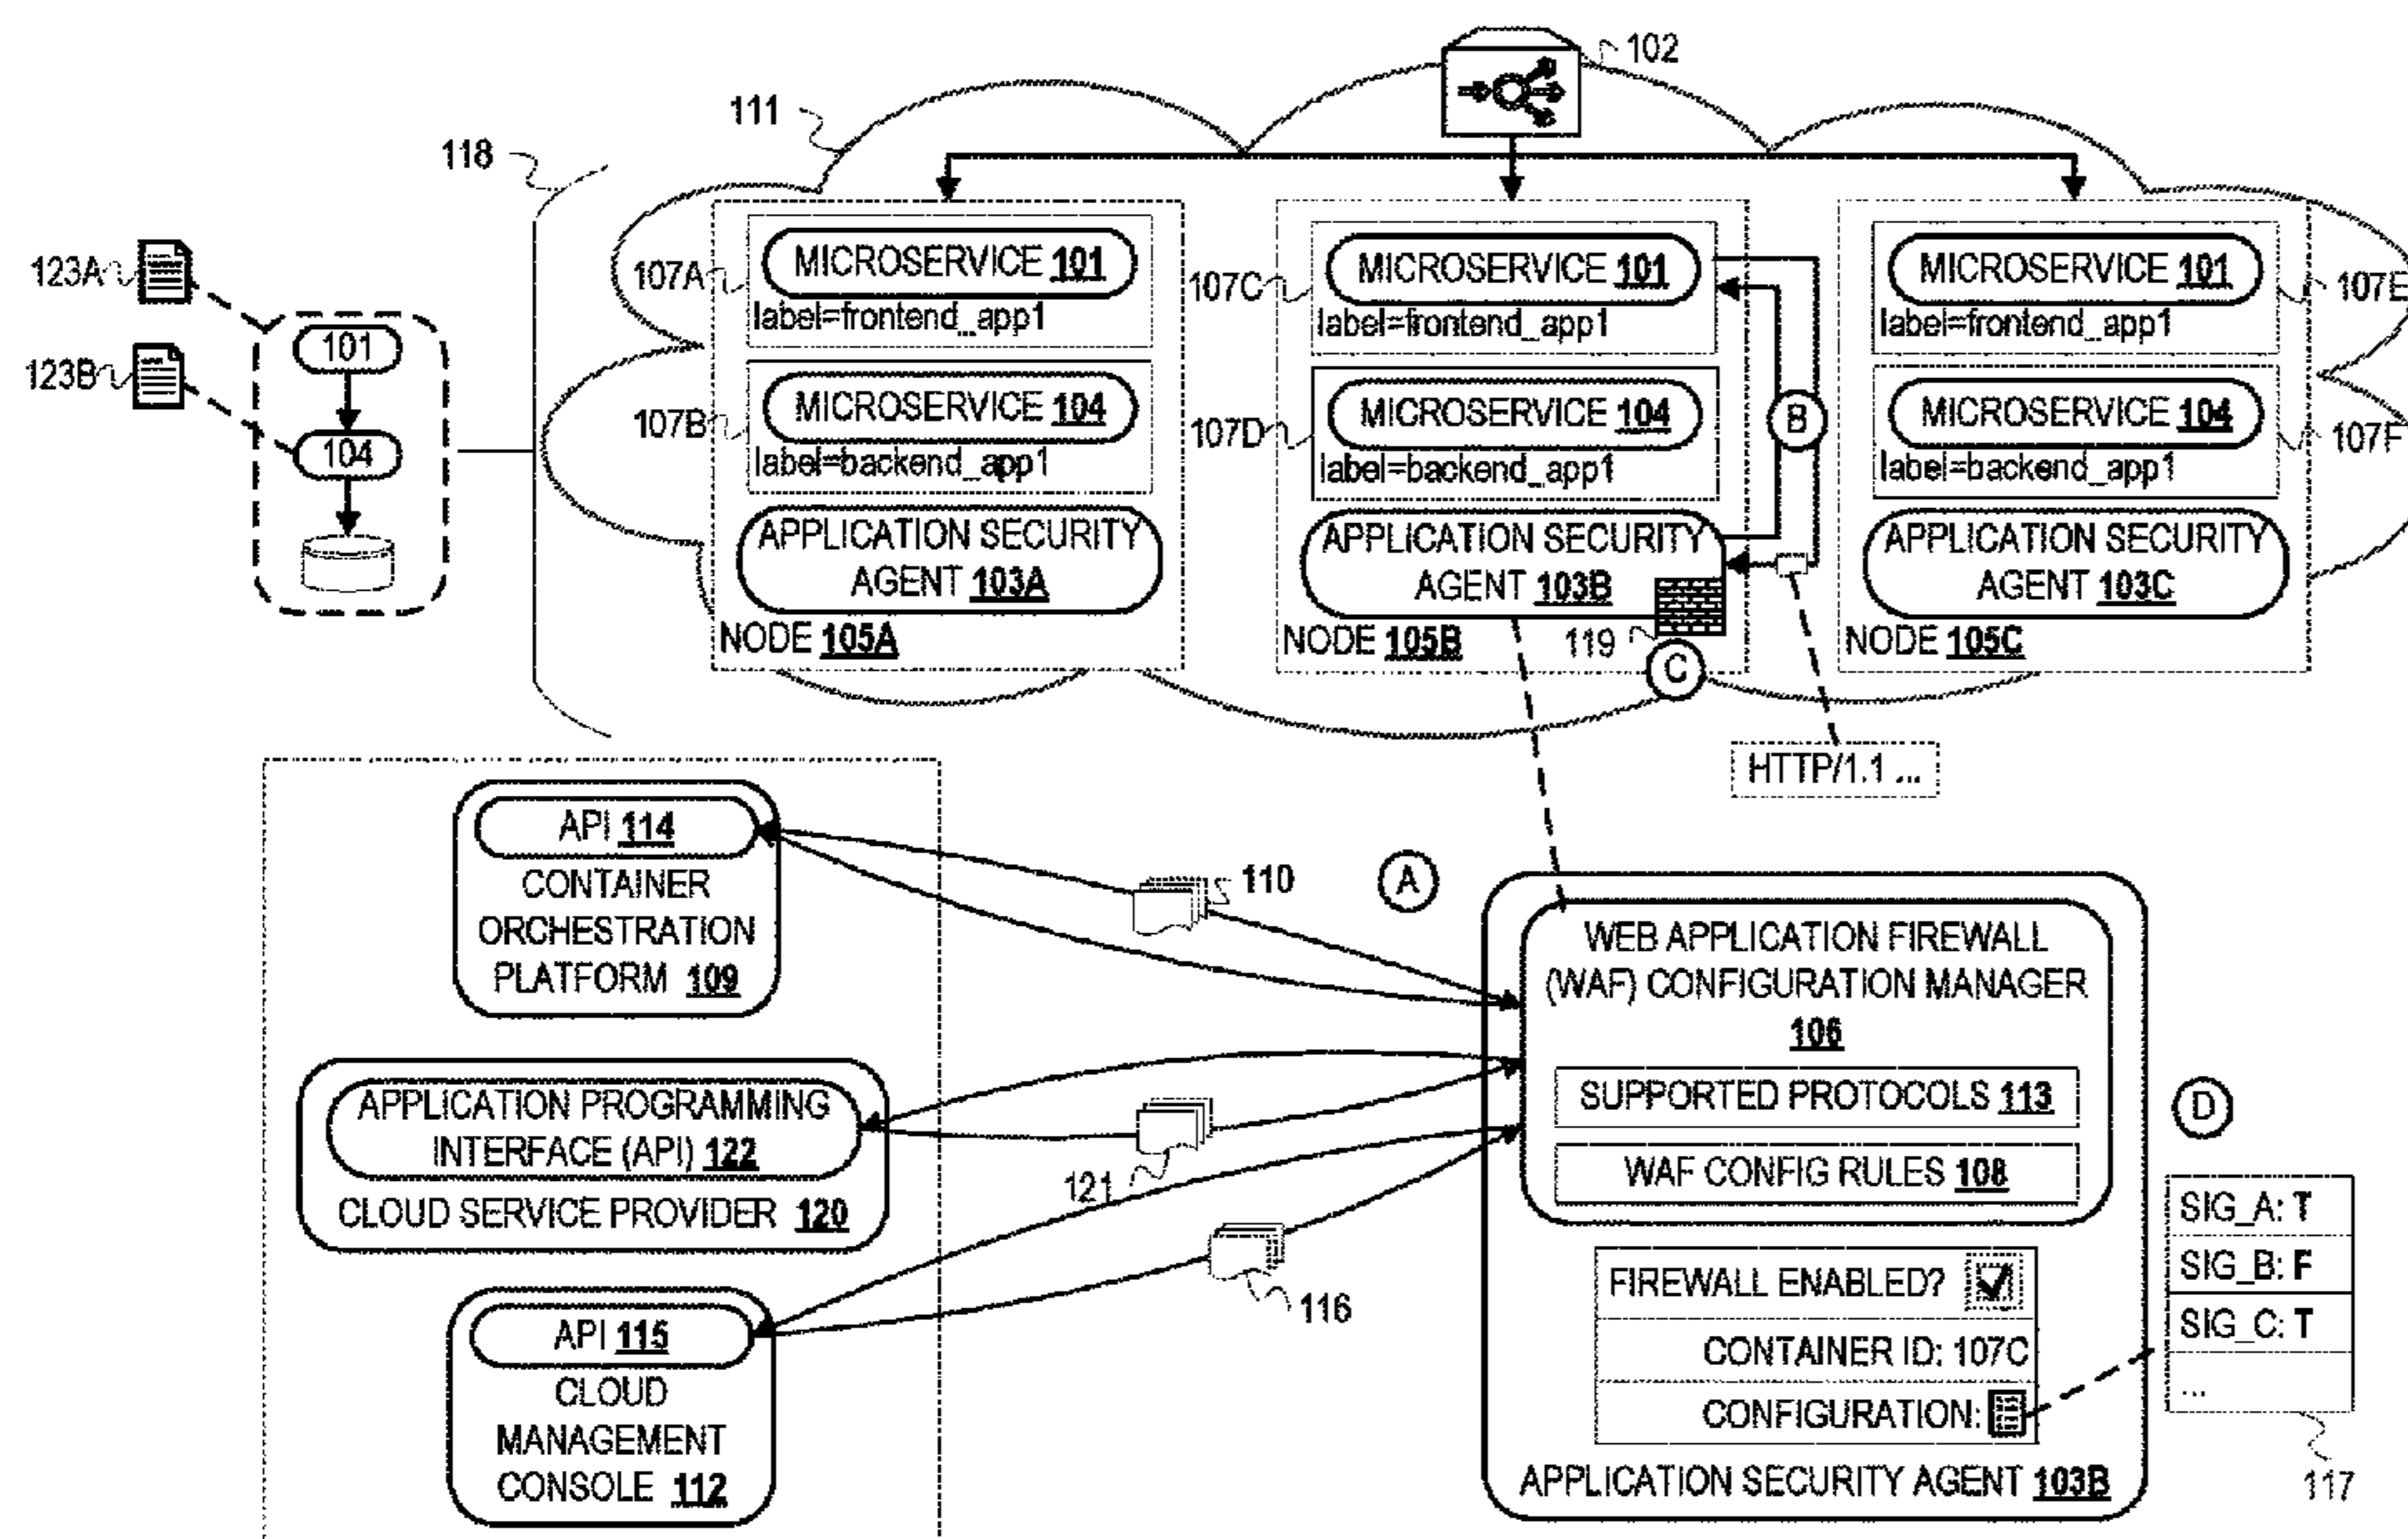 102
111
118
123A
123B
101
104
107A
MICROSERVICE 101
label=frontend_app1
107B
MICROSERVICE 104
label=backend_app1
APPLICATION SECURITY
AGENT 103A
NODE 105A
107C
MICROSERVICE 101
label=frontend_app1
107D
MICROSERVICE 104
label=backend_app1
B
APPLICATION SECURITY
AGENT 103B
NODE 105B
119
C
MICROSERVICE 101
107E
label=frontend_app1
MICROSERVICE 104
107F
label=backend_app1
APPLICATION SECURITY
AGENT 103C
NODE 105C
HTTP/1.1 ...
API 114
CONTAINER
ORCHESTRATION
PLATFORM 109
110
A
APPLICATION PROGRAMMING
INTERFACE (API) 122
CLOUD SERVICE PROVIDER 120
121
API 115
CLOUD
MANAGEMENT
CONSOLE 112
116
WEB APPLICATION FIREWALL
(WAF) CONFIGURATION MANAGER
106
SUPPORTED PROTOCOLS 113
WAF CONFIG RULES 108
FIREWALL ENABLED?
CONTAINER ID: 107C
CONFIGURATION:
APPLICATION SECURITY AGENT 103B
D
SIG_A: T
SIG_B: F
SIG_C: T
...
117